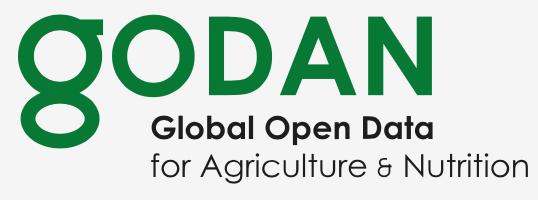 gODAN
Global Open Data
for Agriculture & Nutrition